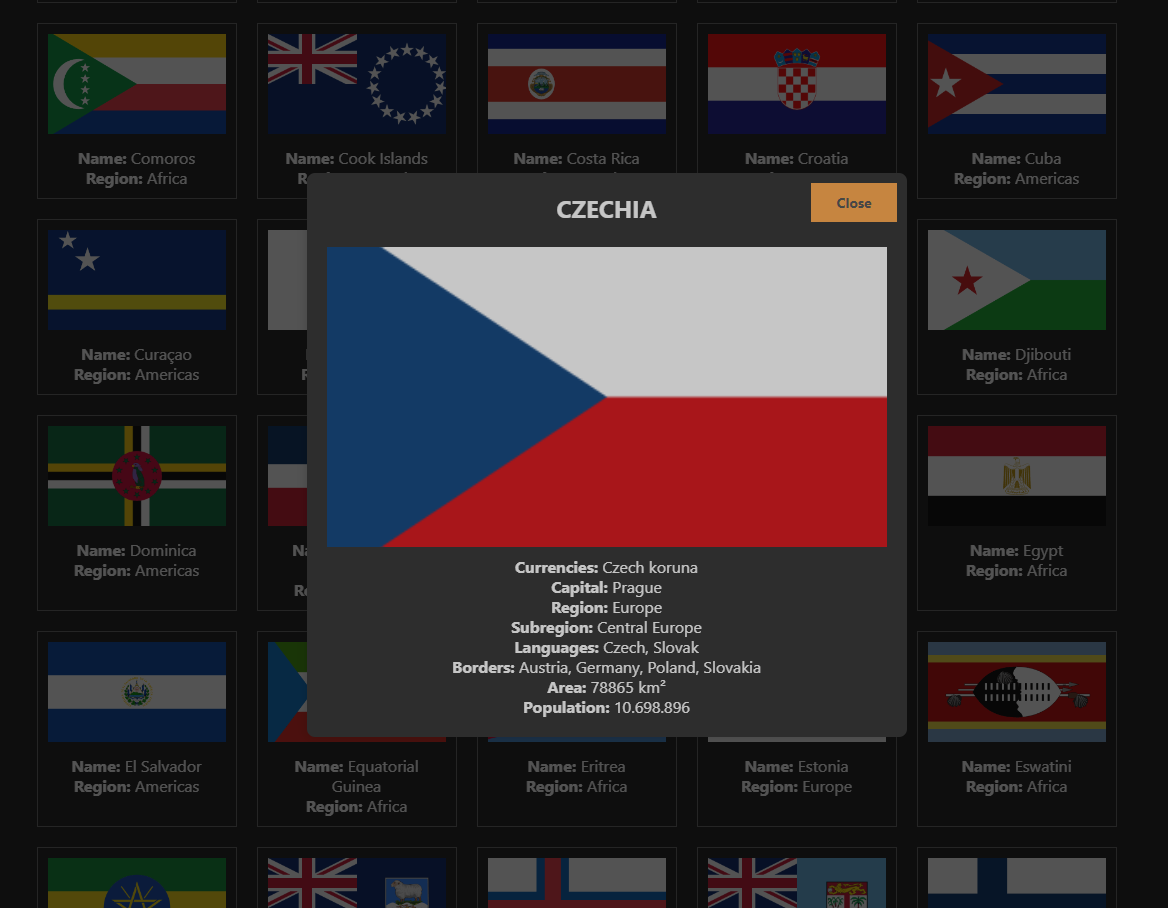 Name: Comoros
Region: Africa
Name: Cook Islands
Name: Costa Rica
Name: Croatia
Name: Cuba
Region: Americas
CZECHIA
Close
Currencies: Czech koruna
Capital: Prague
Region: Europe
Subregion: Central Europe
Languages: Czech, Slovak
Borders: Austria, Germany, Poland, Slovakia
Area: 78865 km²
Population: 10.698.896
Name: Curaçao
Region: Americas
Name: Djibouti
Region: Africa
Name: Dominica
Region: Americas
Name: Egypt
Region: Africa
Name: El Salvador
Region: Americas
Name: Equatorial
Guinea
Region: Africa
Name: Eritrea
Region: Africa
Name: Estonia
Region: Europe
Name: Eswatini
Region: Africa